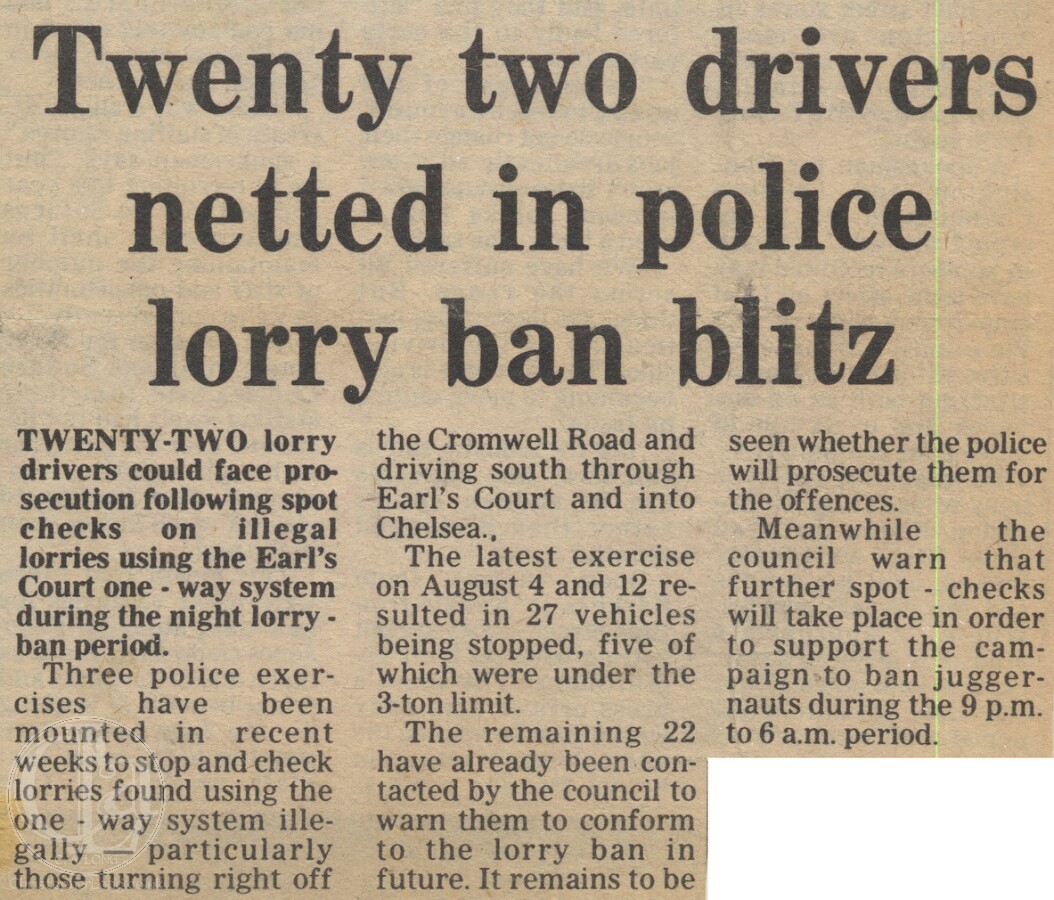 Twenty two drivers
netted in police
lorry ban blitz
TWENTY-TWO lorry
drivers could face pro-
secution following spot
checks on illegal
lorries using the Earl's
Court one - way system
during the night lorry -
ban period.
Three police exer-
cises have been
mounted in recent
weeks to stop and check
lorries found using the
one - way system ille-
gally — particularly
those turning right off
the Cromwell Road and
driving south through
Earl's Court and into
Chelsea.,
The latest exercise
on August 4 and 12 re-
sulted in 27 vehicles
being stopped, five of
which were under the
3-ton limit.
The remaining 22
have already been con-
tacted by the council to
warn them to conform
to the lorry ban in
future. It remains to be
seen whether the police
will prosecute them for
the offences.
Meanwhile the
council warn that
further spot - checks
will take place in order
to support the cam-
paign to ban jugger-
nauts during the 9 p.m.
to 6 a.m. period.